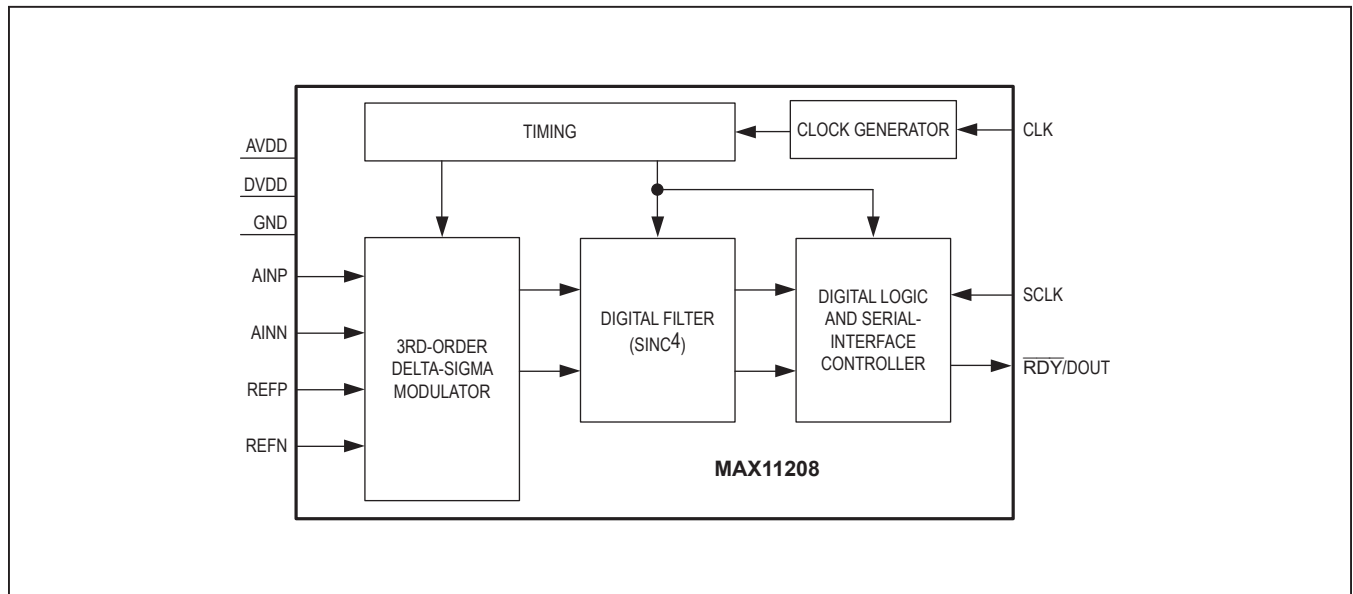 TIMING
CLOCK GENERATOR
CLK
AVDD
DVDD
GND
AINP
AINN
REFP
REFN
3RD-ORDER
DELTA-SIGMA
MODULATOR
DIGITAL FILTER
(SINC⁴)
DIGITAL LOGIC
AND SERIAL-
INTERFACE
CONTROLLER
SCLK
R̅D̅Y̅/DOUT
MAX11208